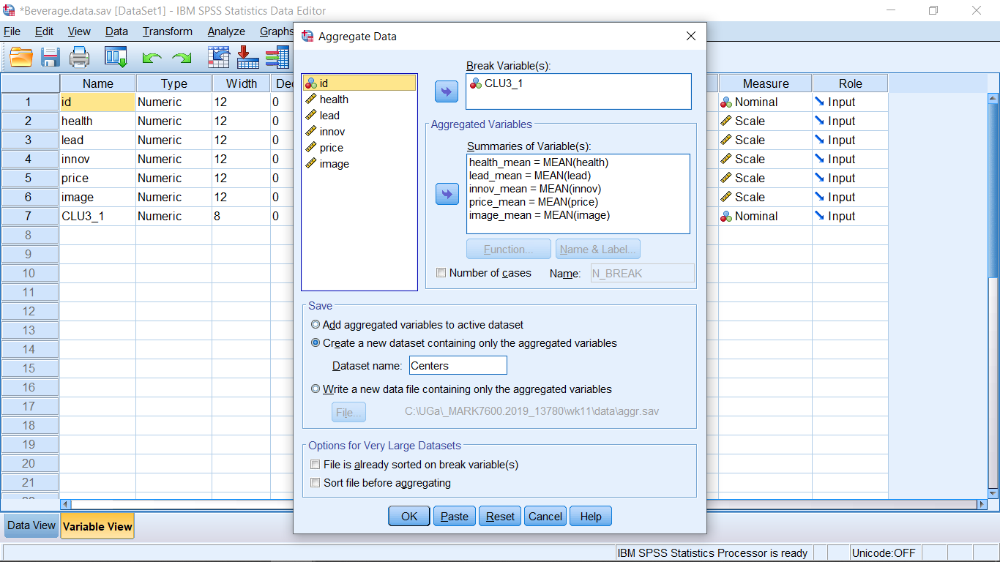 *Beverage.data.sav [DataSet1] - IBM SPSS Statistics Data Editor
File Edit View Data Transform Analyze Graphs
Name Type Width Dec Measure Role
1 id Numeric 12 0 Nominal Input
2 health Numeric 12 0 Scale Input
3 lead Numeric 12 0 Scale Input
4 innov Numeric 12 0 Scale Input
5 price Numeric 12 0 Scale Input
6 image Numeric 12 0 Scale Input
7 CLU3_1 Numeric 8 0 Nominal Input
8
9
10
11
12
13
14
15
16
17
18
19
20
21
Aggregate Data
id
health
lead
innov
price
image
Break Variable(s):
CLU3_1
Aggregated Variables
Summaries of Variable(s):
health_mean = MEAN(health)
lead_mean = MEAN(lead)
innov_mean = MEAN(innov)
price_mean = MEAN(price)
image_mean = MEAN(image)
Function... Name & Label...
Number of cases Name: N_BREAK
Save
Add aggregated variables to active dataset
Create a new dataset containing only the aggregated variables
Dataset name: Centers
Write a new data file containing only the aggregated variables
File... C:\UGa\_MARK7600.2019_13780\wk11\data\aggr.sav
Options for Very Large Datasets
File is already sorted on break variable(s)
Sort file before aggregating
OK Paste Reset Cancel Help
Data View Variable View
IBM SPSS Statistics Processor is ready Unicode:OFF